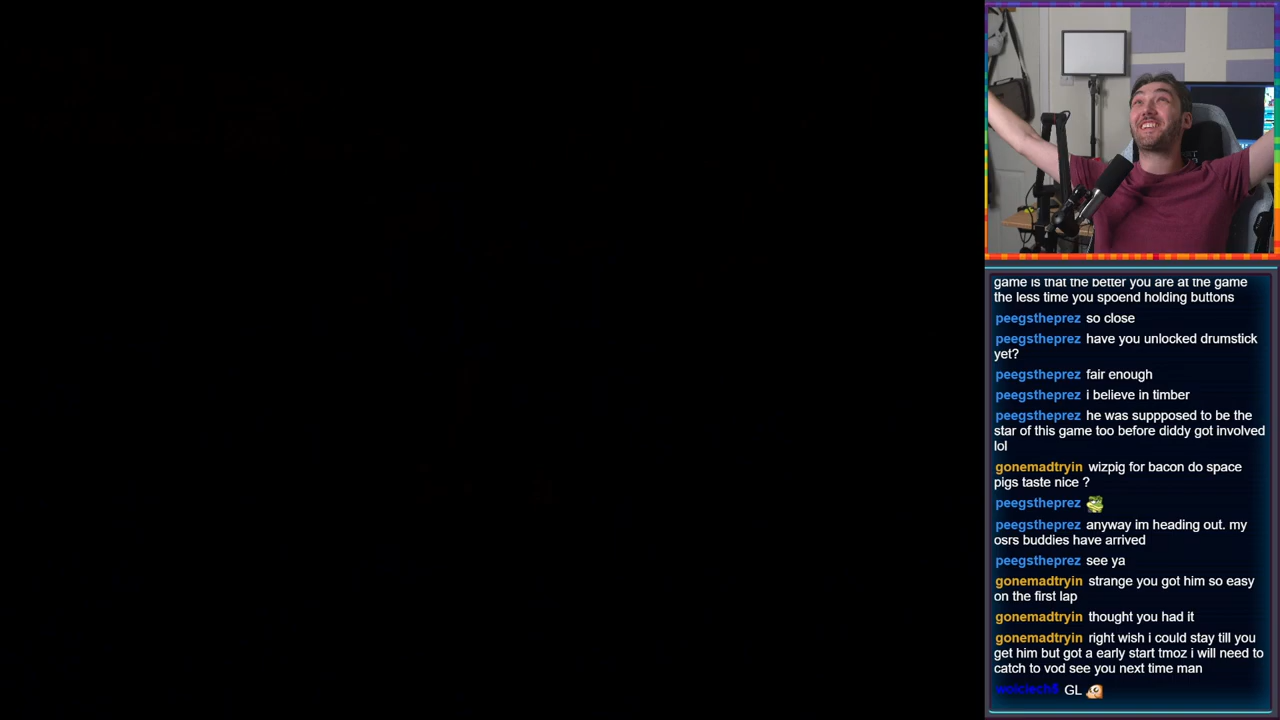 game is that the better you are at the game
the less time you spoend holding buttons
peegstheprez so close
peegstheprez have you unlocked drumstick
yet?
peegstheprez fair enough
peegstheprez i believe in timber
peegstheprez he was suppposed to be the
star of this game too before diddy got involved
lol
gonemadtryin wizpig for bacon do space
pigs taste nice ?
peegstheprez
peegstheprez anyway im heading out. my
osrs buddies have arrived
peegstheprez see ya
gonemadtryin strange you got him so easy
on the first lap
gonemadtryin thought you had it
gonemadtryin right wish i could stay till you
get him but got a early start tmoz i will need to
catch to vod see you next time man
wojciech5 GL